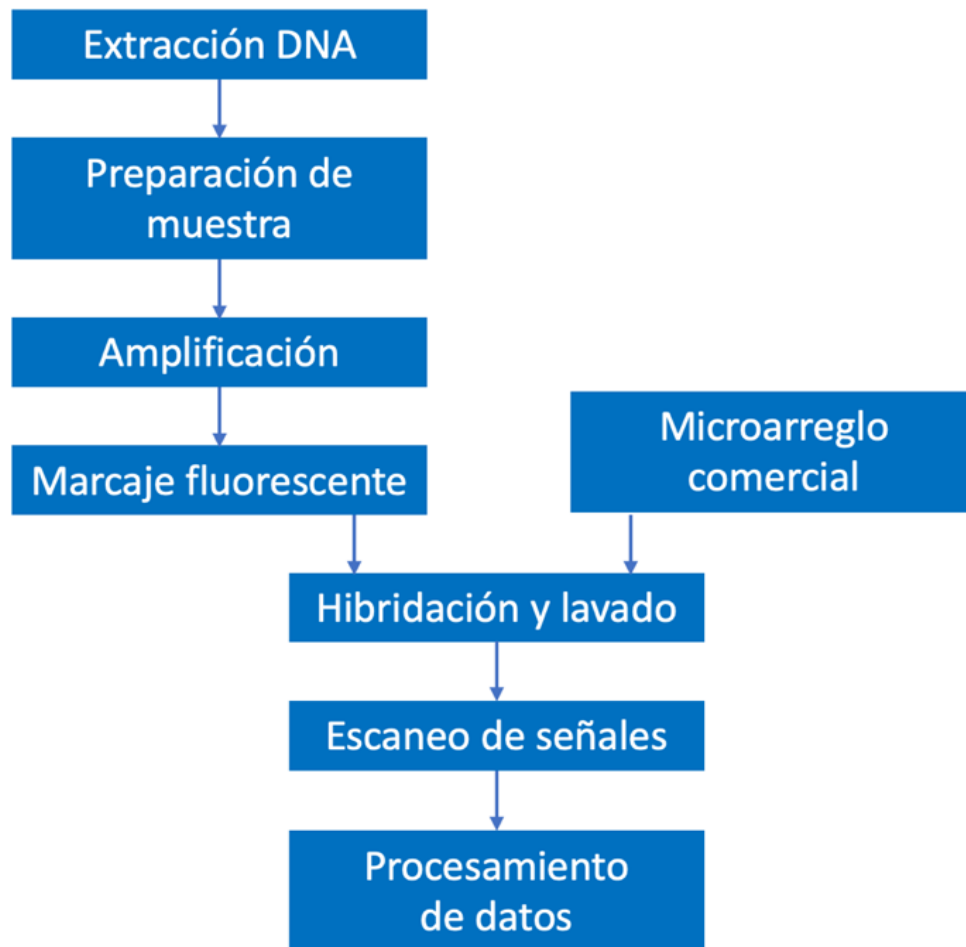 Extracción DNA
Preparación de
muestra
Amplificación
Marcaje fluorescente
Microarreglo
comercial
Hibridación y lavado
Escaneo de señales
Procesamiento
de datos